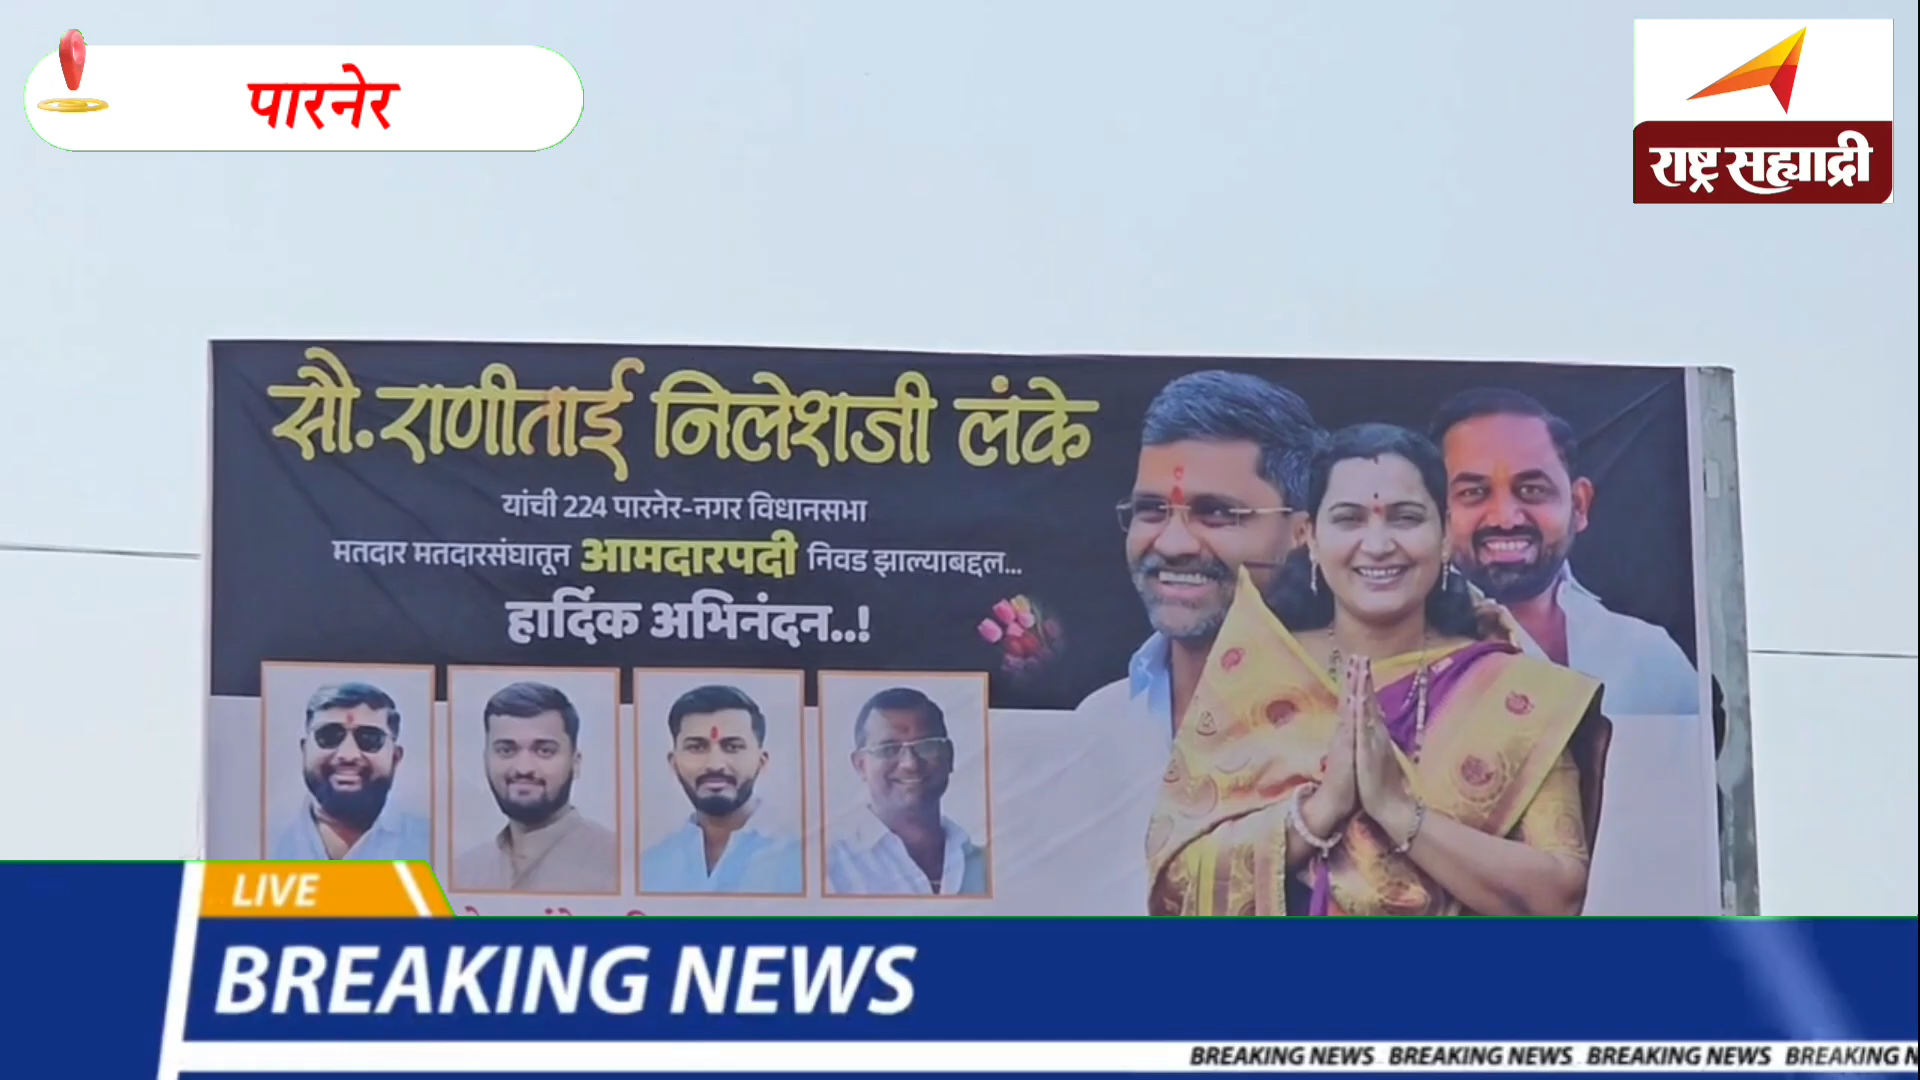 पारनेर
राष्ट्र सह्याद्री
सौ. राणीताई निलेशजी लंके
यांची 224 पारनेर-नगर विधानसभा
मतदार मतदारसंघातून आमदारपदी निवड झाल्याबद्दल...
हार्दिक अभिनंदन..!
LIVE
BREAKING NEWS
BREAKING NEWS BREAKING NEWS BREAKING NEWS BREAKING N